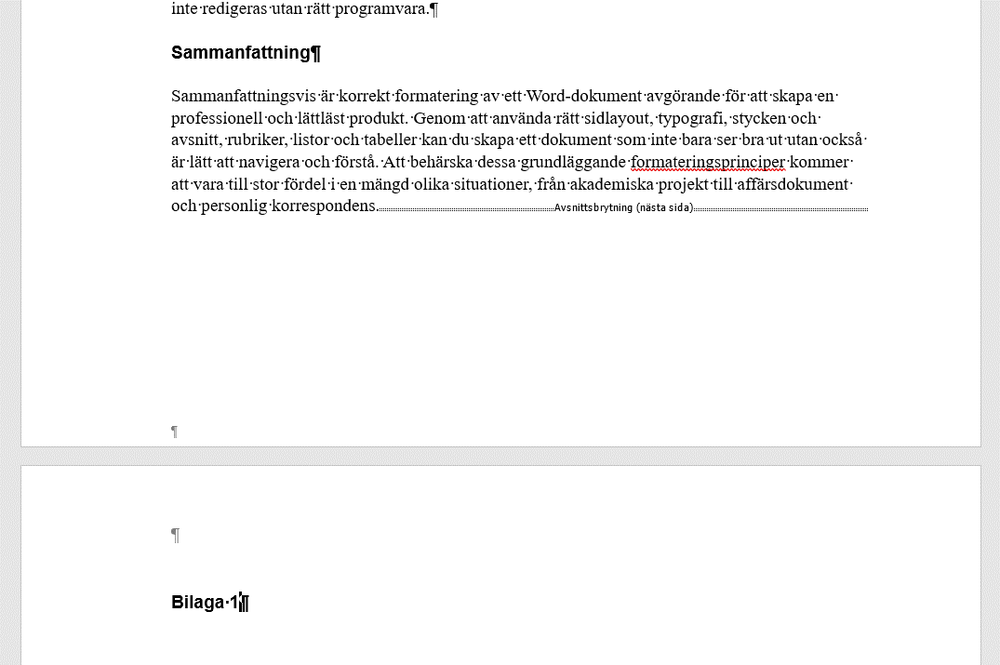 inte·redigeras·utan·rätt·programvara.¶
Sammanfattning¶
Sammanfattningsvis·är·korrekt·formatering·av·ett·Word-dokument·avgörande·för·att·skapa·en·
professionell·och·lättläst·produkt.·Genom·att·använda·rätt·sidlayout,·typografi,·stycken·och·
avsnitt,·rubriker,·listor·och·tabeller·kan·du·skapa·ett·dokument·som·inte·bara·ser·bra·ut·utan·också·
är·lätt·att·navigera·och·förstå.·Att·behärska·dessa·grundläggande·formateringsprinciper·kommer·
att·vara·till·stor·fördel·i·en·mängd·olika·situationer,·från·akademiska·projekt·till·affärsdokument·
och·personlig·korrespondens. Avsnittsbrytning (nästa sida)
¶
¶
Bilaga·1¶